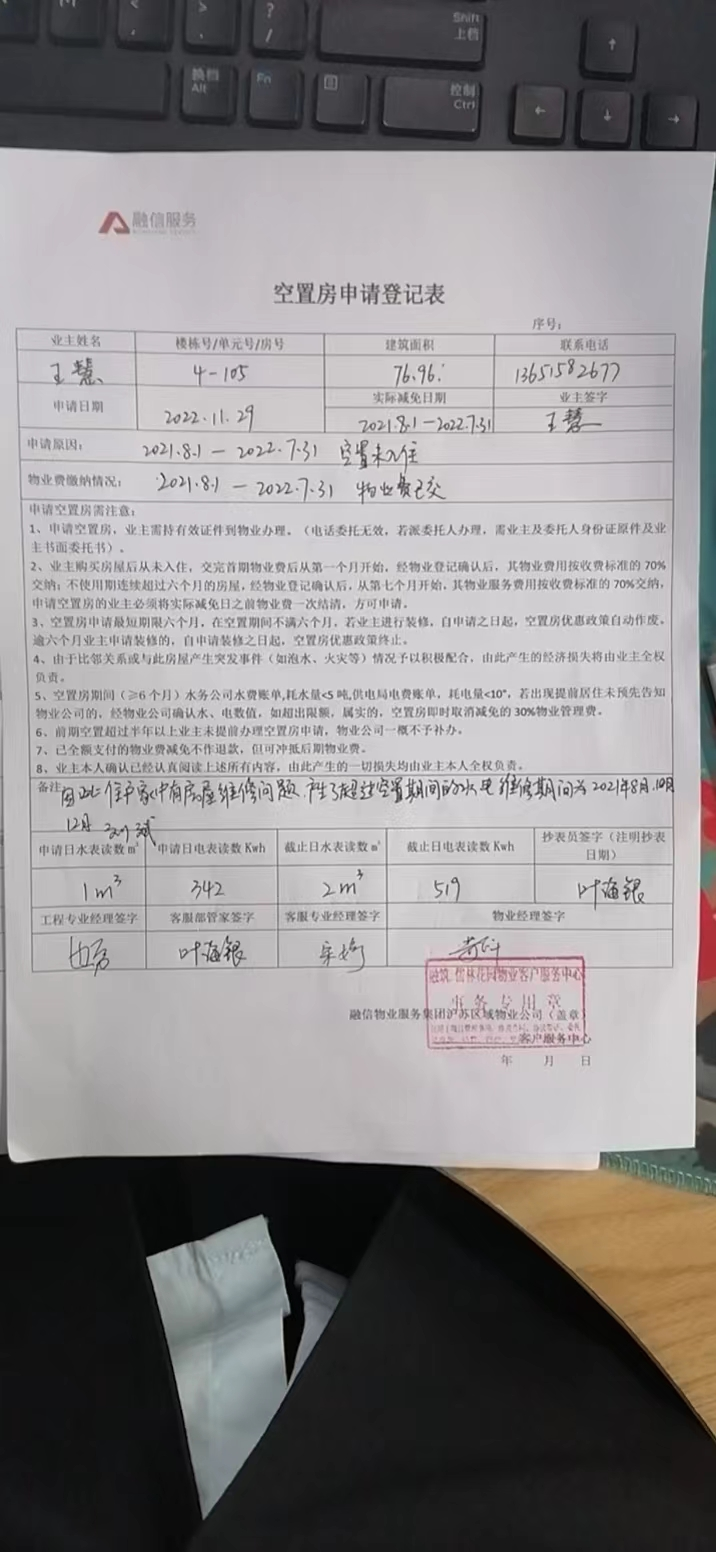 ?
/
Shift
上档
换档
Alt
Fn
控制
Ctrl
融信服务
空置房申请登记表
序号:
业主姓名 楼栋号/单元号/房号 建筑面积 联系电话
王慧 4-105 76.96. 13651582677
申请日期 实际减免日期 业主签字
2022.11.29 2021.8.1—2022.7.31 王慧
申请原因: 2021.8.1 — 2022.7.31 空置未入住
物业费缴纳情况: 2021.8.1 — 2022.7.31 物业费已交
申请空置房需注意:
1、申请空置房，业主需持有效证件到物业办理。（电话委托无效，若派委托人办理，需业主及委托人身份证原件及业
主书面委托书）。
2、业主购买房屋后从未入住，交完首期物业费后从第一个月开始，经物业登记确认后，其物业费用按收费标准的 70%
交纳；不使用期连续超过六个月的房屋，经物业登记确认后，从第七个月开始，其物业服务费用按收费标准的 70%交纳，
申请空置房的业主必须将实际减免日之前物业费一次结清，方可申请。
3、空置房申请最短期限六个月，在空置期间不满六个月，若业主进行装修，自申请之日起，空置房优惠政策自动作废。
逾六个月业主申请装修的，自申请装修之日起，空置房优惠政策终止。
4、由于比邻关系或与此房屋产生突发事件（如泡水、火灾等）情况予以积极配合，由此产生的经济损失将由业主全权
负责。
5、空置房期间（≥6 个月）水务公司水费账单,耗水量<5 吨,供电局电费账单，耗电量<10°，若出现提前居住未预先告知
物业公司的，经物业公司确认水、电数值，如超出限额，属实的，空置房即时取消减免的 30%物业管理费。
6、前期空置超过半年以上业主未提前办理空置房申请，物业公司一概不予补办。
7、已全额支付的物业费减免不作退款，但可冲抵后期物业费。
8、业主本人确认已经认真阅读上述所有内容，由此产生的一切损失均由业主本人全权负责。
备注 因此住户家中有房屋维修问题，产生了超过空置期间的水电 维修期间为 2021年8月.10月
12月
申请日水表读数 m³ 申请日电表读数 Kwh 截止日水表读数 m³ 截止日电表读数 Kwh 抄表员签字（注明抄表
日期）
1m³ 342 2m³ 519 叶海银
工程专业经理签字 客服部管家签字 客服专业经理签字 物业经理签字
叶海银
融筑.儒林花园物业客户服务中心
事务专用章
融信物业服务集团沪苏区域物业公司（盖章）
客户服务中心
年 月 日